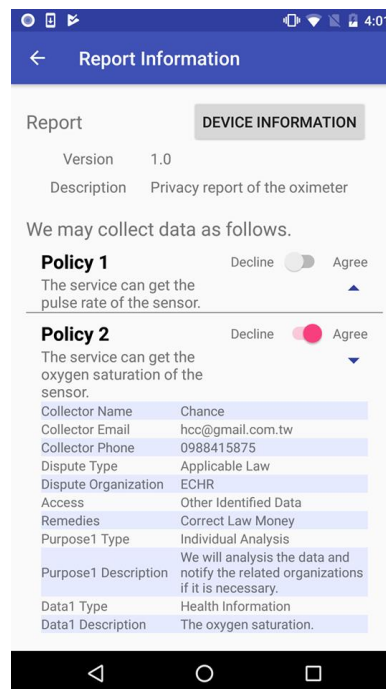 4:01
Report Information
Report
DEVICE INFORMATION
Version 1.0
Description Privacy report of the oximeter
We may collect data as follows.
Policy 1 Decline Agree
The service can get the
pulse rate of the sensor.
Policy 2 Decline Agree
The service can get the
oxygen saturation of the
sensor.
Collector Name Chance
Collector Email hcc@gmail.com.tw
Collector Phone 0988415875
Dispute Type Applicable Law
Dispute Organization ECHR
Access Other Identified Data
Remedies Correct Law Money
Purpose1 Type Individual Analysis
Purpose1 Description We will analysis the data and
notify the related organizations
if it is necessary.
Data1 Type Health Information
Data1 Description The oxygen saturation.